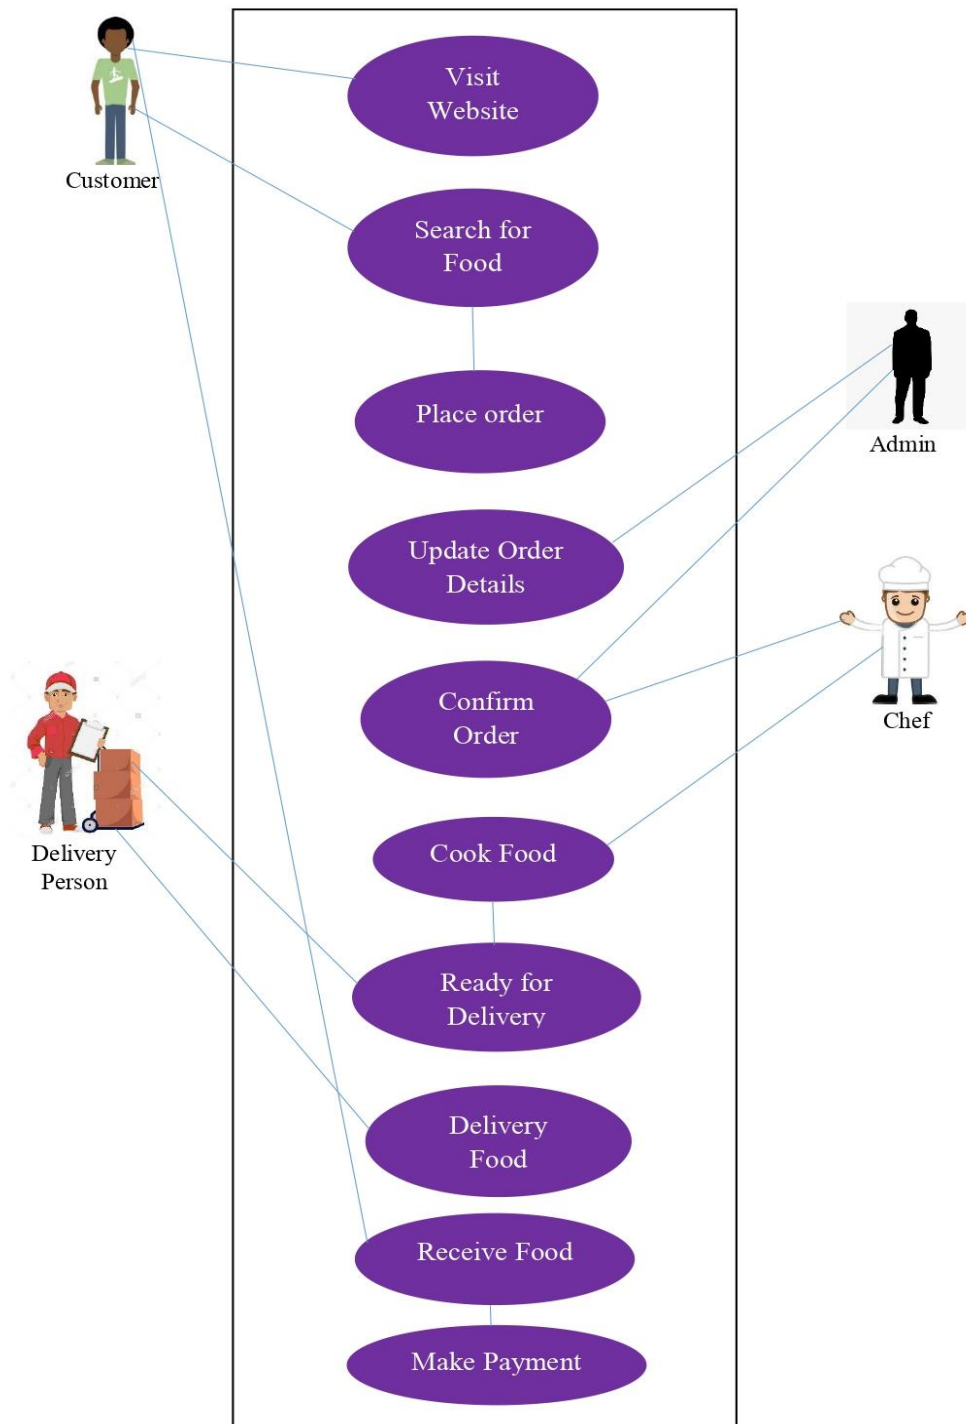 Visit
Website
Customer
Search for
Food
Place order
Admin
Update Order
Details
Confirm
Order
Chef
Delivery
Person
Cook Food
Ready for
Delivery
Delivery
Food
Receive Food
Make Payment